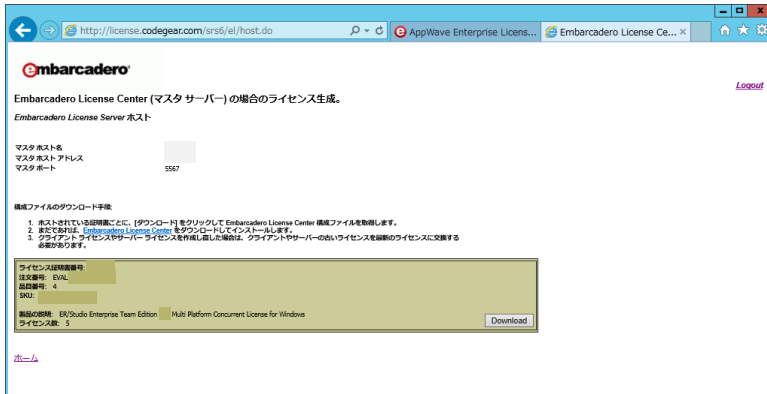 http://license.codegear.com/srs6/el/host.do
AppWave Enterprise Licens...
Embarcadero License Ce...
embarcadero
Logout
Embarcadero License Center (マスタ サーバー) の場合のライセンス生成。
Embarcadero License Server ホスト
マスタ ホスト名
マスタ ホスト アドレス
マスタ ポート 5567
構成ファイルのダウンロード手順:
1. ホストされている証明書ごとに、[ダウンロード] をクリックして Embarcadero License Center 構成ファイルを取得します。
2. まだであれば、Embarcadero License Center をダウンロードしてインストールします。
3. クライアント ライセンスやサーバー ライセンスを作成し直した場合は、クライアントやサーバーの古いライセンスを最新のライセンスに交換する
必要があります。
ライセンス証明書番号:
注文番号: EVAL
品目番号: 4
SKU:
製品の説明: ER/Studio Enterprise Team Edition Multi Platform Concurrent License for Windows
ライセンス数: 5
Download
ホーム